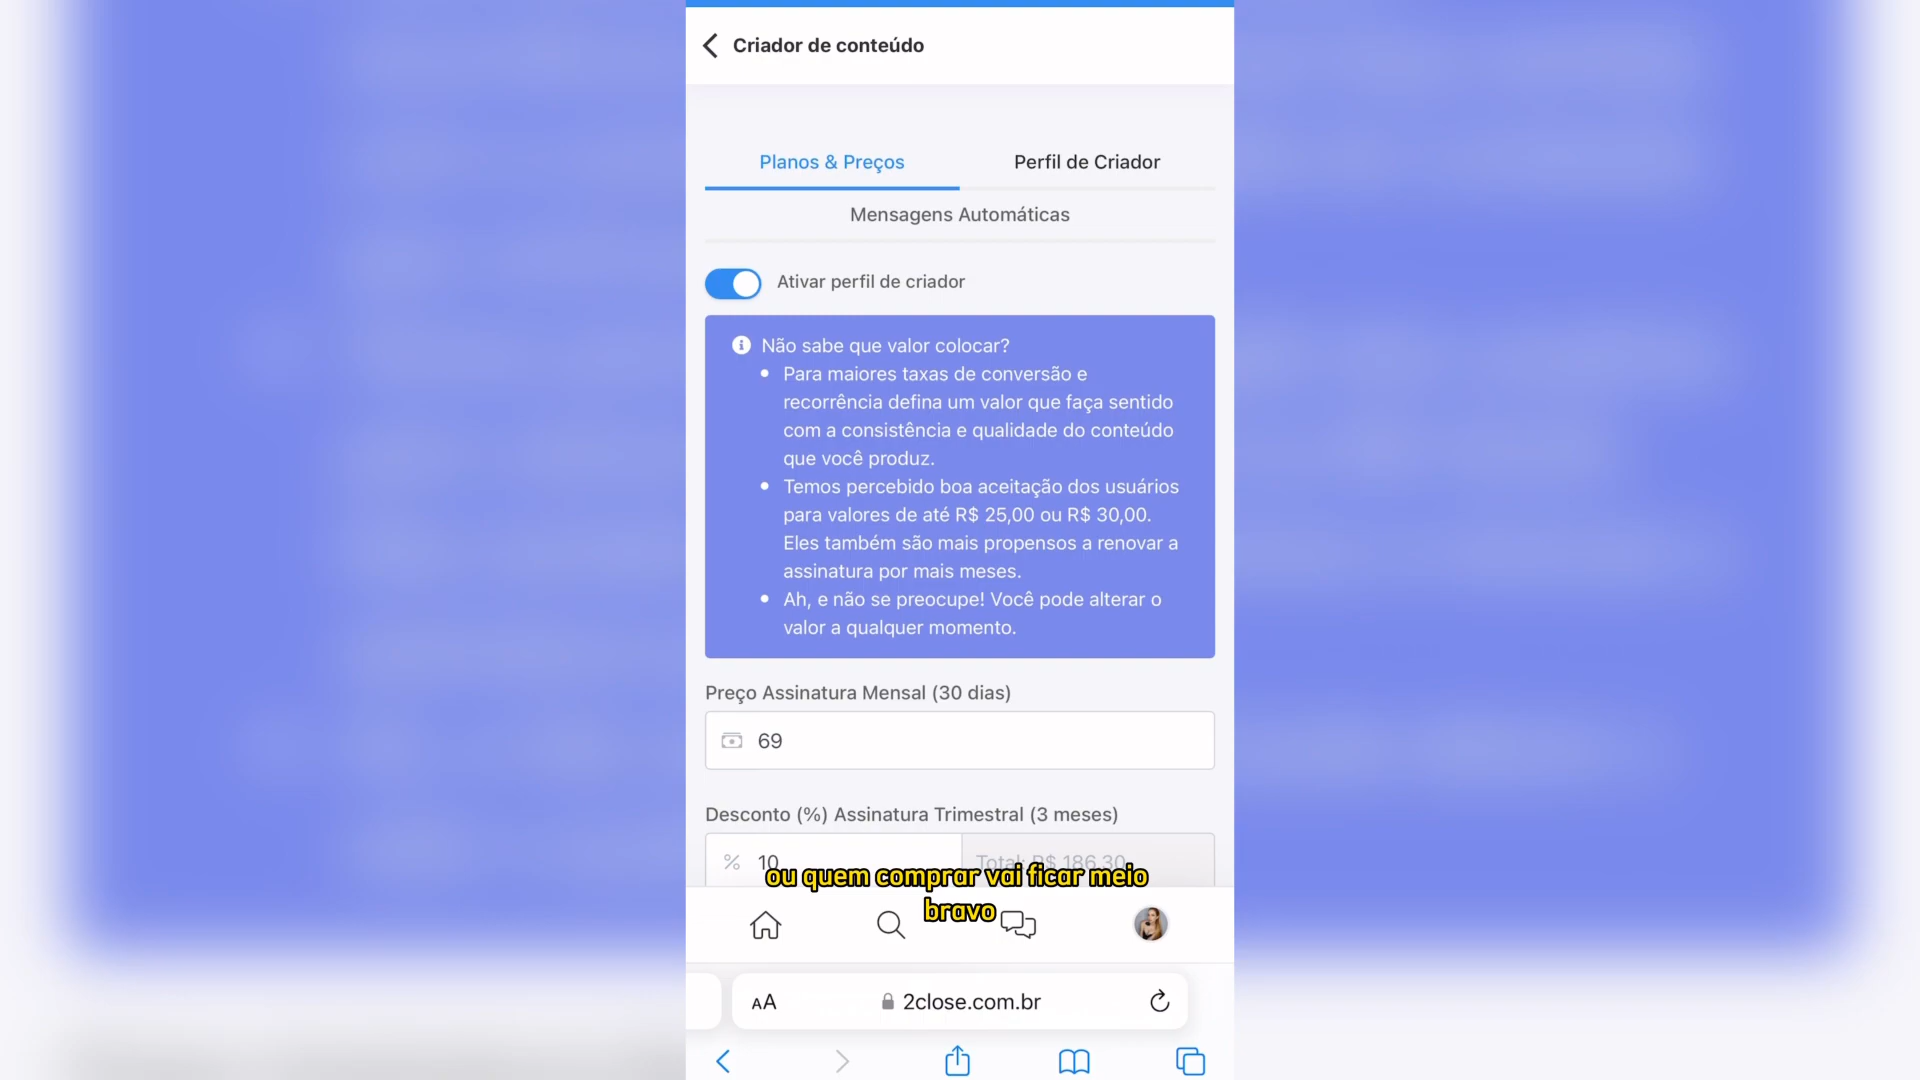 Criador de conteúdo
Planos & Preços
Perfil de Criador
Mensagens Automáticas
Ativar perfil de criador
Não sabe que valor colocar?
Para maiores taxas de conversão e
recorrência defina um valor que faça sentido
com a consistência e qualidade do conteúdo
que você produz.
Temos percebido boa aceitação dos usuários
para valores de até R$ 25,00 ou R$ 30,00.
Eles também são mais propensos a renovar a
assinatura por mais meses.
Ah, e não se preocupe! Você pode alterar o
valor a qualquer momento.
Preço Assinatura Mensal (30 dias)
69
Desconto (%) Assinatura Trimestral (3 meses)
% 10
Total: R$ 186,30
ou quem comprar vai ficar meio
bravo
AA
2close.com.br